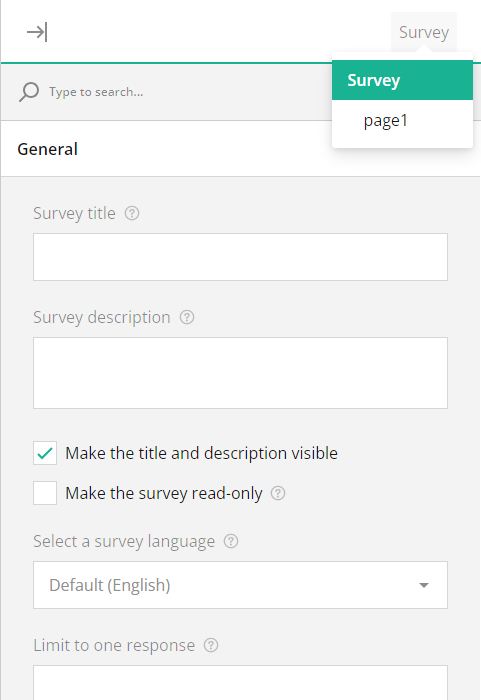 Survey
Type to search...
Survey
page1
General
Survey title
Survey description
Make the title and description visible
Make the survey read-only
Select a survey language
Default (English)
Limit to one response